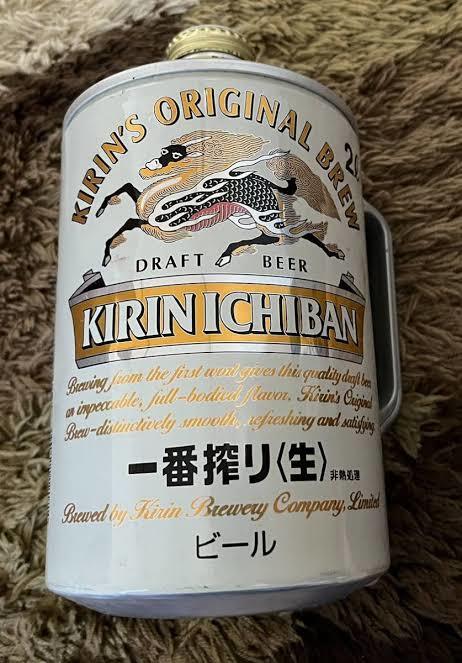 KIRIN'S ORIGINAL BREW
DRAFT BEER
KIRIN ICHIBAN
Brewing from the first wort gives this quality draft beer
an impeccable, full-bodied flavor. Kirin's Original
Brew-distinctively smooth, refreshing and satisfying.
一番搾り〈生〉非熱処理
Brewed by Kirin Brewery Company, Limited
ビール